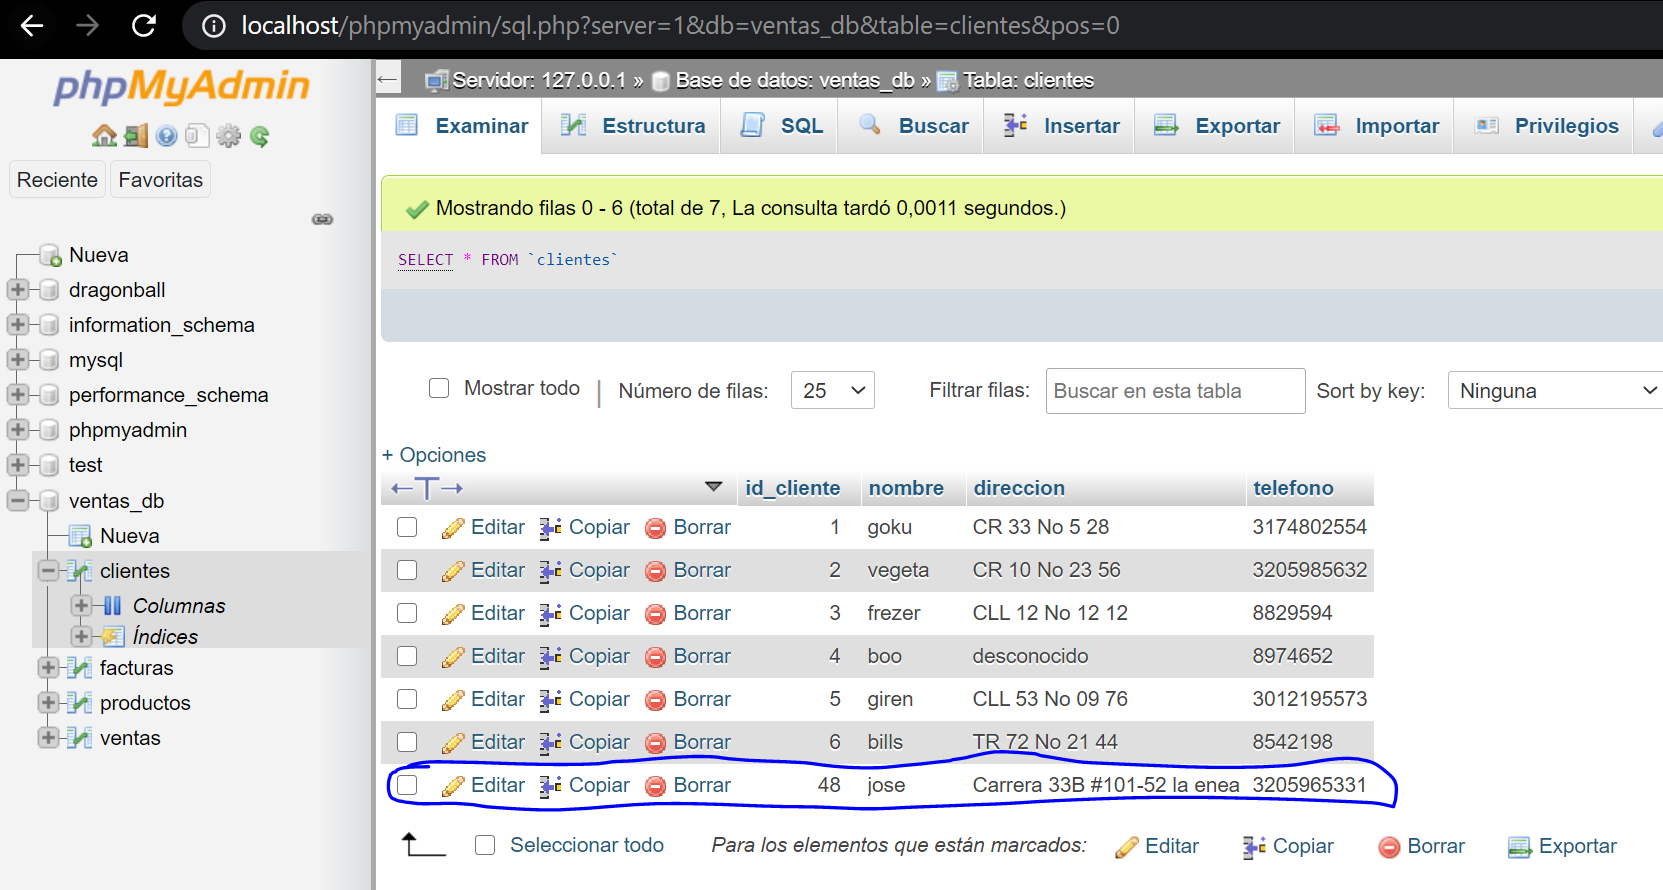 localhost/phpmyadmin/sql.php?server=1&db=ventas_db&table=clientes&pos=0
phpMyAdmin
Reciente Favoritas
Nueva
dragonball
information_schema
mysql
performance_schema
phpmyadmin
test
ventas_db
Nueva
clientes
Columnas
Índices
facturas
productos
ventas
Servidor: 127.0.0.1 » Base de datos: ventas_db » Tabla: clientes
Examinar Estructura SQL Buscar Insertar Exportar Importar Privilegios
Mostrando filas 0 - 6 (total de 7, La consulta tardó 0,0011 segundos.)
SELECT * FROM `clientes`
Mostrar todo | Número de filas: 25 Filtrar filas: Buscar en esta tabla Sort by key: Ninguna
+ Opciones
←T→ id_cliente nombre direccion telefono
Editar Copiar Borrar 1 goku CR 33 No 5 28 3174802554
Editar Copiar Borrar 2 vegeta CR 10 No 23 56 3205985632
Editar Copiar Borrar 3 frezer CLL 12 No 12 12 8829594
Editar Copiar Borrar 4 boo desconocido 8974652
Editar Copiar Borrar 5 giren CLL 53 No 09 76 3012195573
Editar Copiar Borrar 6 bills TR 72 No 21 44 8542198
Editar Copiar Borrar 48 jose Carrera 33B #101-52 la enea 3205965331
Seleccionar todo Para los elementos que están marcados: Editar Copiar Borrar Exportar